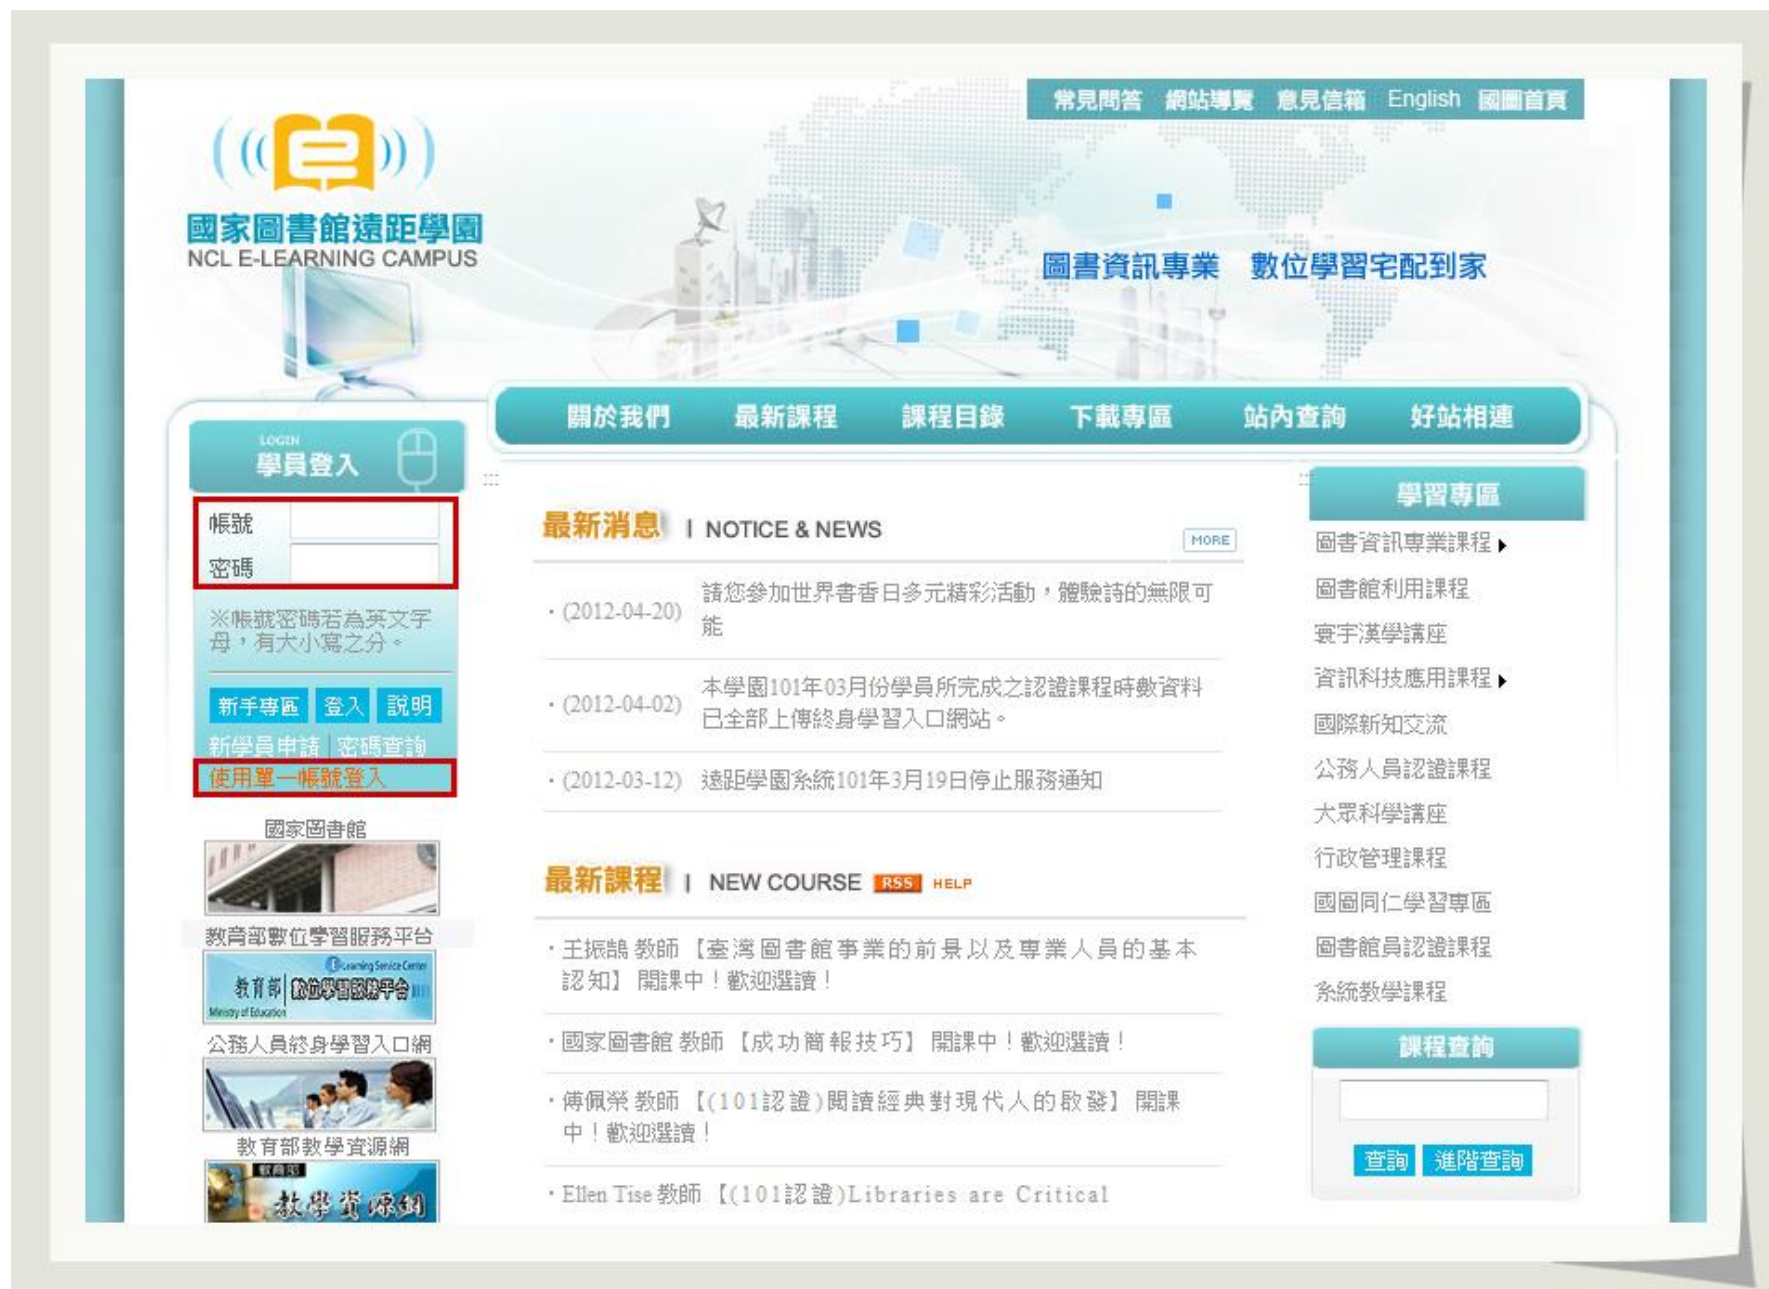 常見問答 網站導覽 意見信箱 English 國圖首頁
國家圖書館遠距學園
NCL E-LEARNING CAMPUS
圖書資訊專業 數位學習宅配到家
關於我們 最新課程 課程目錄 下載專區 站內查詢 好站相連
LOGIN
學員登入
帳號
密碼
※帳號密碼若為英文字
母，有大小寫之分。
新手專區 登入 說明
新學員申請 | 密碼查詢
使用單一帳號登入
國家圖書館
教育部數位學習服務平台
E-Learning Service Center
教育部 數位學習服務平台
Ministry of Education
公務人員終身學習入口網
教育部教學資源網
教育部
教學資源網
最新消息 | NOTICE & NEWS
MORE
・(2012-04-20) 請您參加世界書香日多元精彩活動，體驗詩的無限可
能
・(2012-04-02) 本學園101年03月份學員所完成之認證課程時數資料
已全部上傳終身學習入口網站。
・(2012-03-12) 遠距學園系統101年3月19日停止服務通知
最新課程 | NEW COURSE RSS HELP
・王振鵠 教師【臺灣圖書館事業的前景以及專業人員的基本
認知】開課中！歡迎選讀！
・國家圖書館 教師【成功簡報技巧】開課中！歡迎選讀！
・傅佩榮 教師【(101認證)閱讀經典對現代人的啟發】開課
中！歡迎選讀！
・Ellen Tise 教師【(101認證)Libraries are Critical
學習專區
圖書資訊專業課程
圖書館利用課程
寰宇漢學講座
資訊科技應用課程
國際新知交流
公務人員認證課程
大眾科學講座
行政管理課程
國圖同仁學習專區
圖書館員認證課程
系統教學課程
課程查詢
查詢 進階查詢